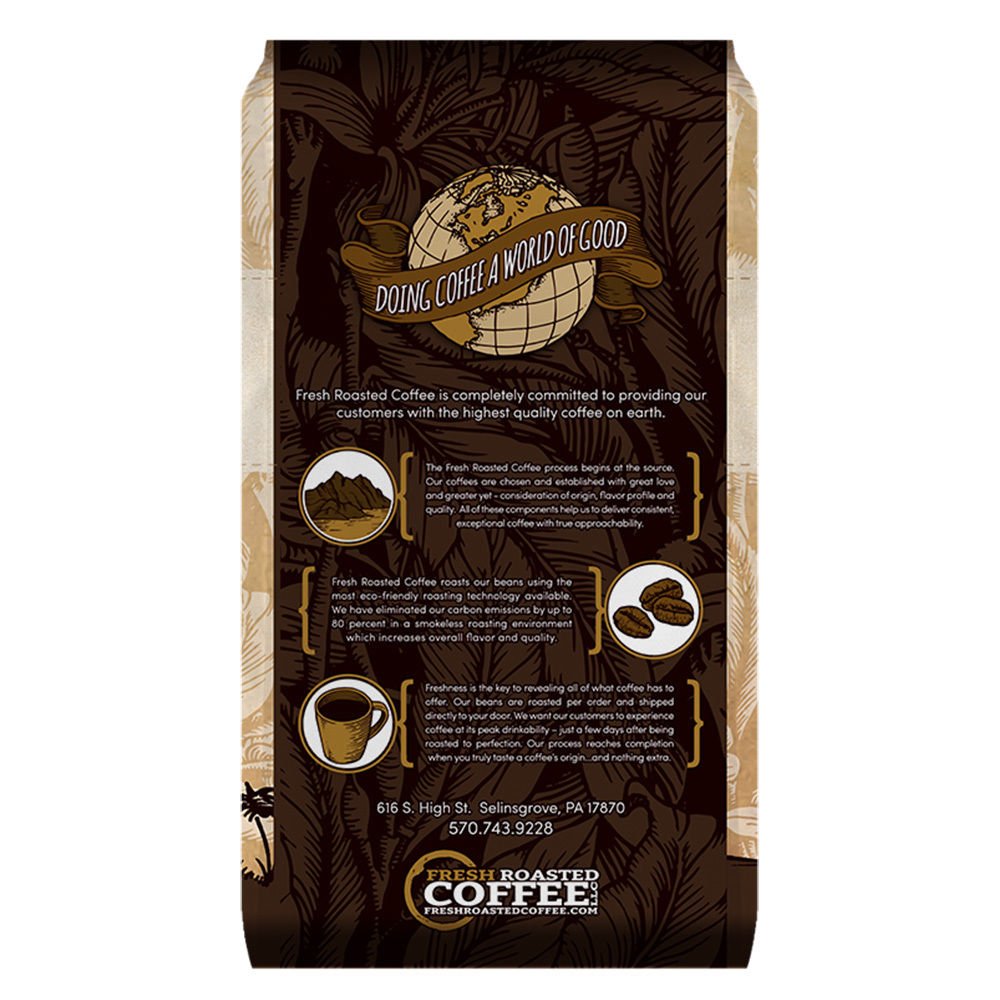 DOING COFFEE A WORLD OF GOOD
Fresh Roasted Coffee is completely committed to providing our
customers with the highest quality coffee on earth.
The Fresh Roasted Coffee process begins at the source.
Our coffees are chosen and established with great love
and greater yet - consideration of origin, flavor profile and
quality. All of these components help us to deliver consistent,
exceptional coffee with true approachability.
Fresh Roasted Coffee roasts our beans using the
most eco-friendly roasting technology available.
We have eliminated our carbon emissions by up to
80 percent in a smokeless roasting environment
which increases overall flavor and quality.
Freshness is the key to revealing all of what coffee has to
offer. Our beans are roasted per order and shipped
directly to your door. We want our customers to experience
coffee at its peak drinkability - just a few days after being
roasted to perfection. Our process reaches completion
when you truly taste a coffee's origin...and nothing extra.
616 S. High St. Selinsgrove, PA 17870
570.743.9228
FRESH ROASTED
COFFEE LLC
FRESHROASTEDCOFFEE.COM